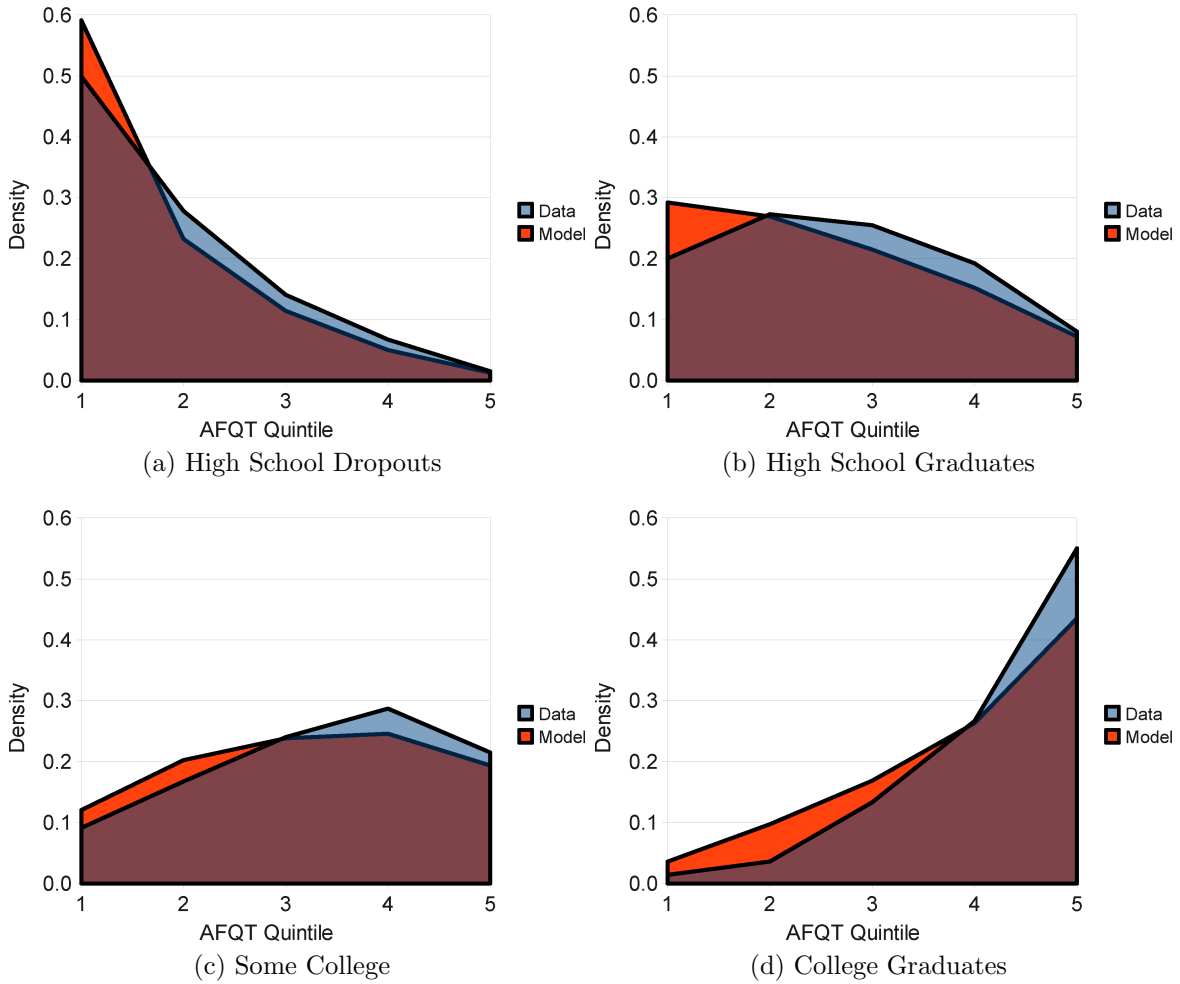 0.6
0.5
0.4
0.3
0.2
0.1
0.0
Density
1 2 3 4 5
AFQT Quintile
Data
Model
(a) High School Dropouts
0.6
0.5
0.4
0.3
0.2
0.1
0.0
Density
1 2 3 4 5
AFQT Quintile
Data
Model
(b) High School Graduates
0.6
0.5
0.4
0.3
0.2
0.1
0.0
Density
1 2 3 4 5
AFQT Quintile
Data
Model
(c) Some College
0.6
0.5
0.4
0.3
0.2
0.1
0.0
Density
1 2 3 4 5
AFQT Quintile
Data
Model
(d) College Graduates